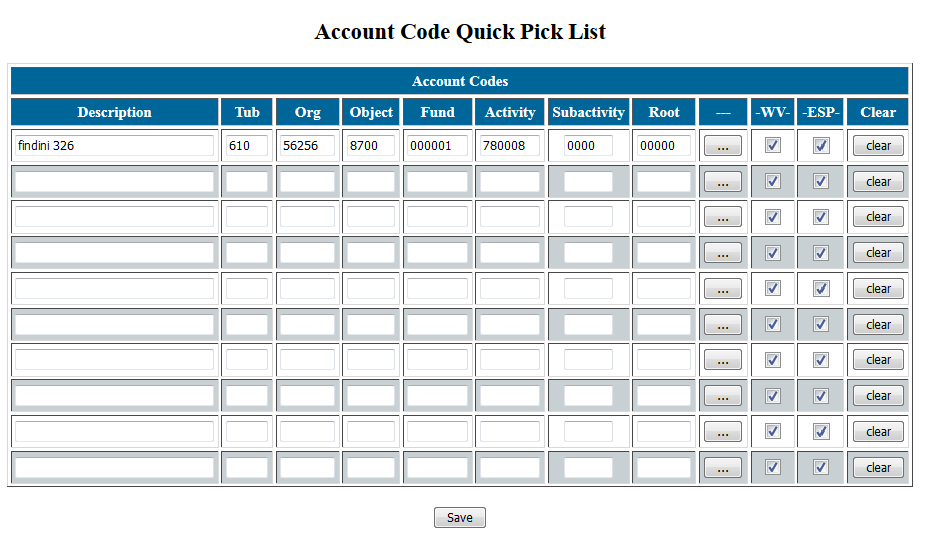 Account Code Quick Pick List
Account Codes
Description Tub Org Object Fund Activity Subactivity Root --- -WV- -ESP- Clear
findini 326 610 56256 8700 000001 780008 0000 00000 ... clear
... clear
... clear
... clear
... clear
... clear
... clear
... clear
... clear
... clear
Save